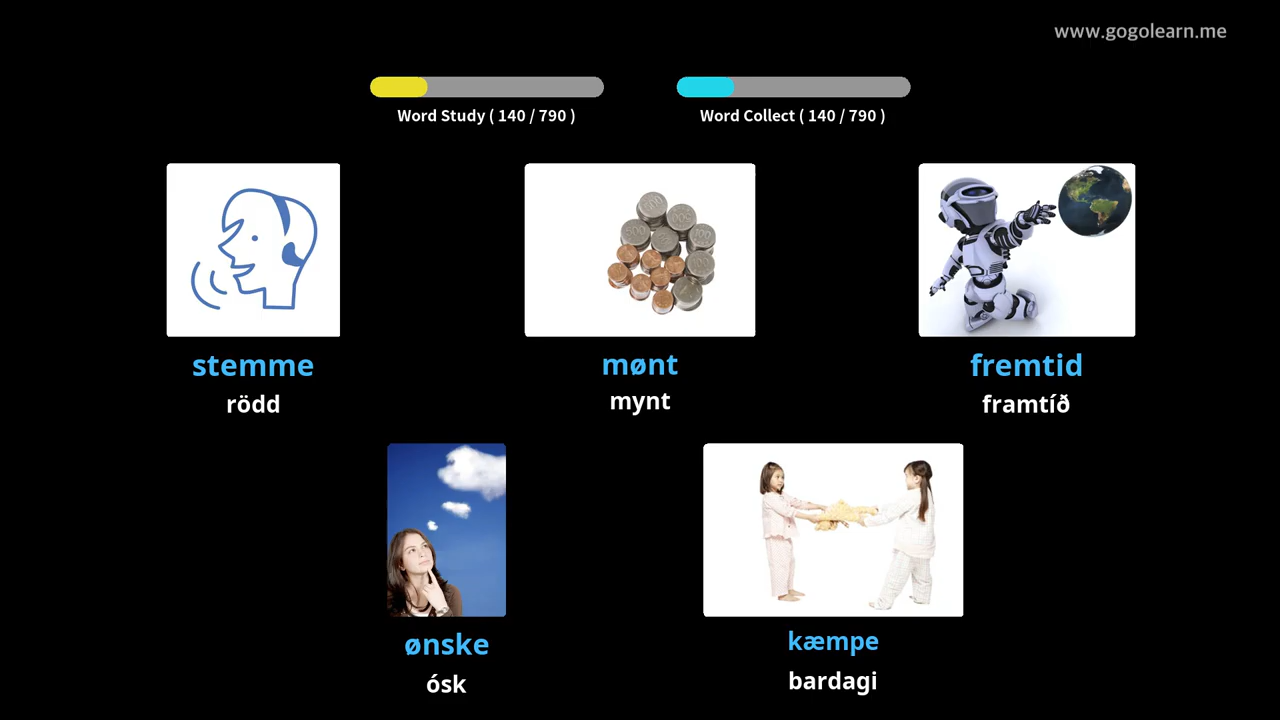 www.gogolearn.me
Word Study ( 140 / 790 )
Word Collect ( 140 / 790 )
stemme
rödd
mønt
mynt
fremtid
framtíð
ønske
ósk
kæmpe
bardagi